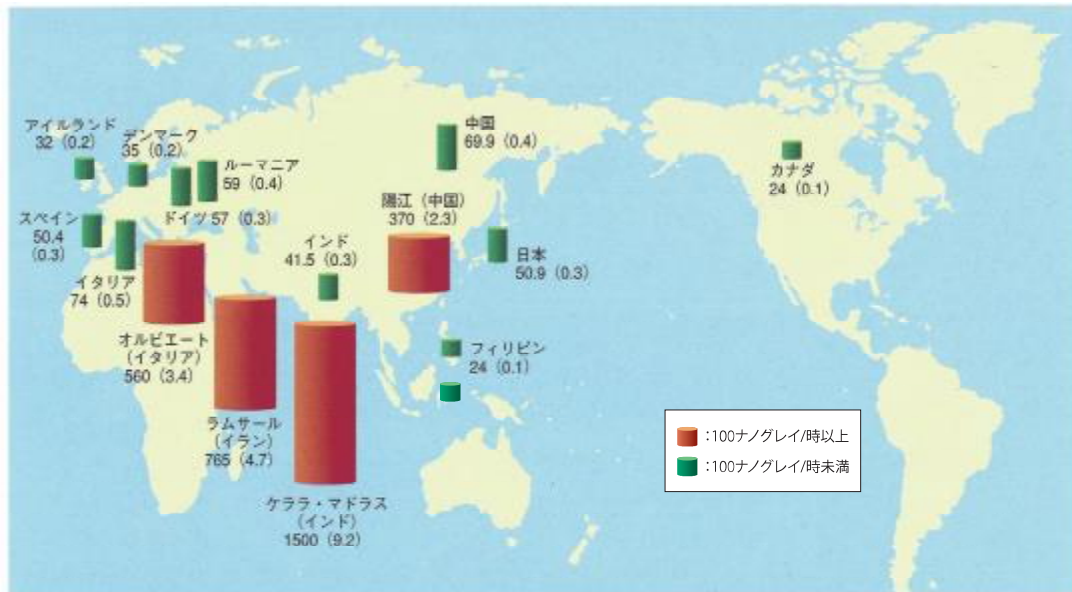 アイルランド
32（0.2）
デンマーク
35（0.2）
ルーマニア
59（0.4）
ドイツ 57（0.3）
スペイン
50.4
（0.3）
イタリア
74（0.5）
オルビエート
（イタリア）
560（3.4）
ラムサール
（イラン）
765（4.7）
ケララ・マドラス
（インド）
1500（9.2）
インド
41.5（0.3）
中国
69.9（0.4）
陽江（中国）
370（2.3）
日本
50.9（0.3）
フィリピン
24（0.1）
カナダ
24（0.1）
：100ナノグレイ/時以上
：100ナノグレイ/時未満